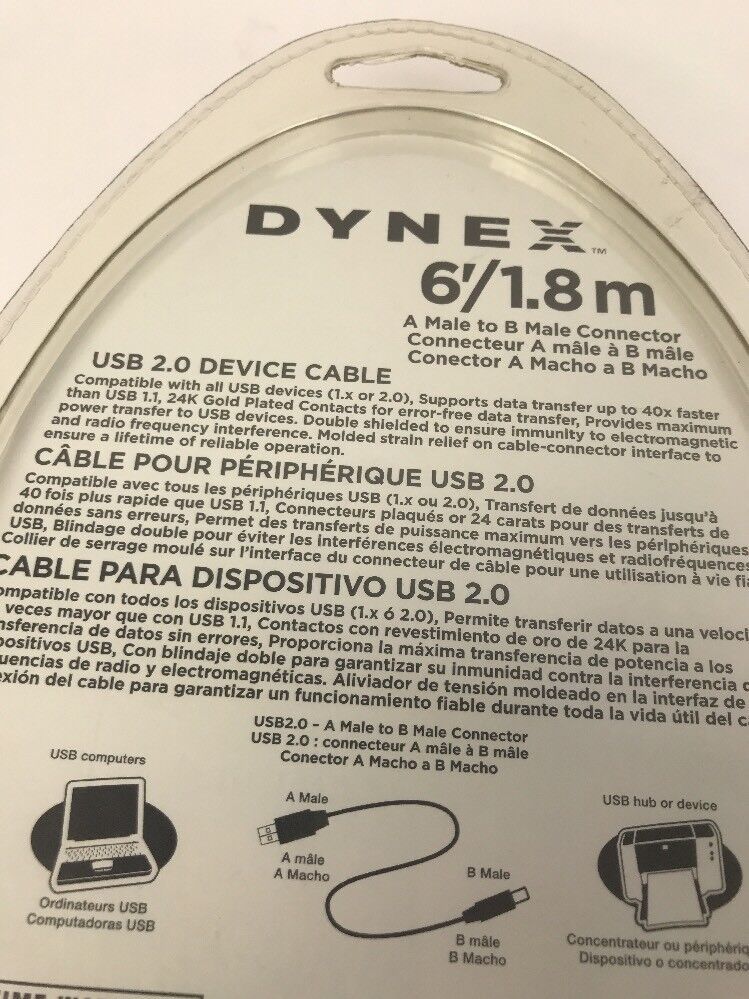 DYNEX™
6'/1.8 m
A Male to B Male Connector
Connecteur A mâle à B mâle
Conector A Macho a B Macho
USB 2.0 DEVICE CABLE
Compatible with all USB devices (1.x or 2.0), Supports data transfer up to 40x faster
than USB 1.1, 24K Gold Plated Contacts for error-free data transfer, Provides maximum
power transfer to USB devices. Double shielded to ensure immunity to electromagnetic
and radio frequency interference. Molded strain relief on cable-connector interface to
ensure a lifetime of reliable operation.
CÂBLE POUR PÉRIPHÉRIQUE USB 2.0
Compatible avec tous les périphériques USB (1.x ou 2.0), Transfert de données jusqu'à
40 fois plus rapide que USB 1.1, Connecteurs plaqués or 24 carats pour des transferts de
données sans erreurs, Permet des transferts de puissance maximum vers les périphériques
USB, Blindage double pour éviter les interférences électromagnétiques et radiofréquences
Collier de serrage moulé sur l'interface du connecteur de câble pour une utilisation à vie fia
CABLE PARA DISPOSITIVO USB 2.0
ompatible con todos los dispositivos USB (1.x ó 2.0), Permite transferir datos a una veloci
veces mayor que con USB 1.1, Contactos con revestimiento de oro de 24K para la
nsferencia de datos sin errores, Proporciona la máxima transferencia de potencia a los
positivos USB, Con blindaje doble para garantizar su inmunidad contra la interferencia d
uencias de radio y electromagnéticas. Aliviador de tensión moldeado en la interfaz de
exión del cable para garantizar un funcionamiento fiable durante toda la vida útil del ca
USB2.0 - A Male to B Male Connector
USB 2.0 : connecteur A mâle à B mâle
Conector A Macho a B Macho
USB computers
Ordinateurs USB
Computadoras USB
A Male
A mâle
A Macho
B Male
B mâle
B Macho
USB hub or device
Concentrateur ou périphériq
Dispositivo o concentrado